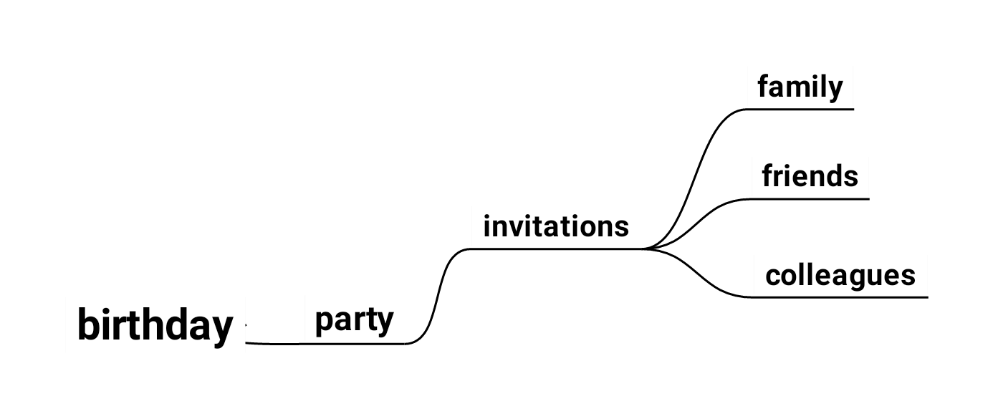 birthday
party
invitations
family
friends
colleagues